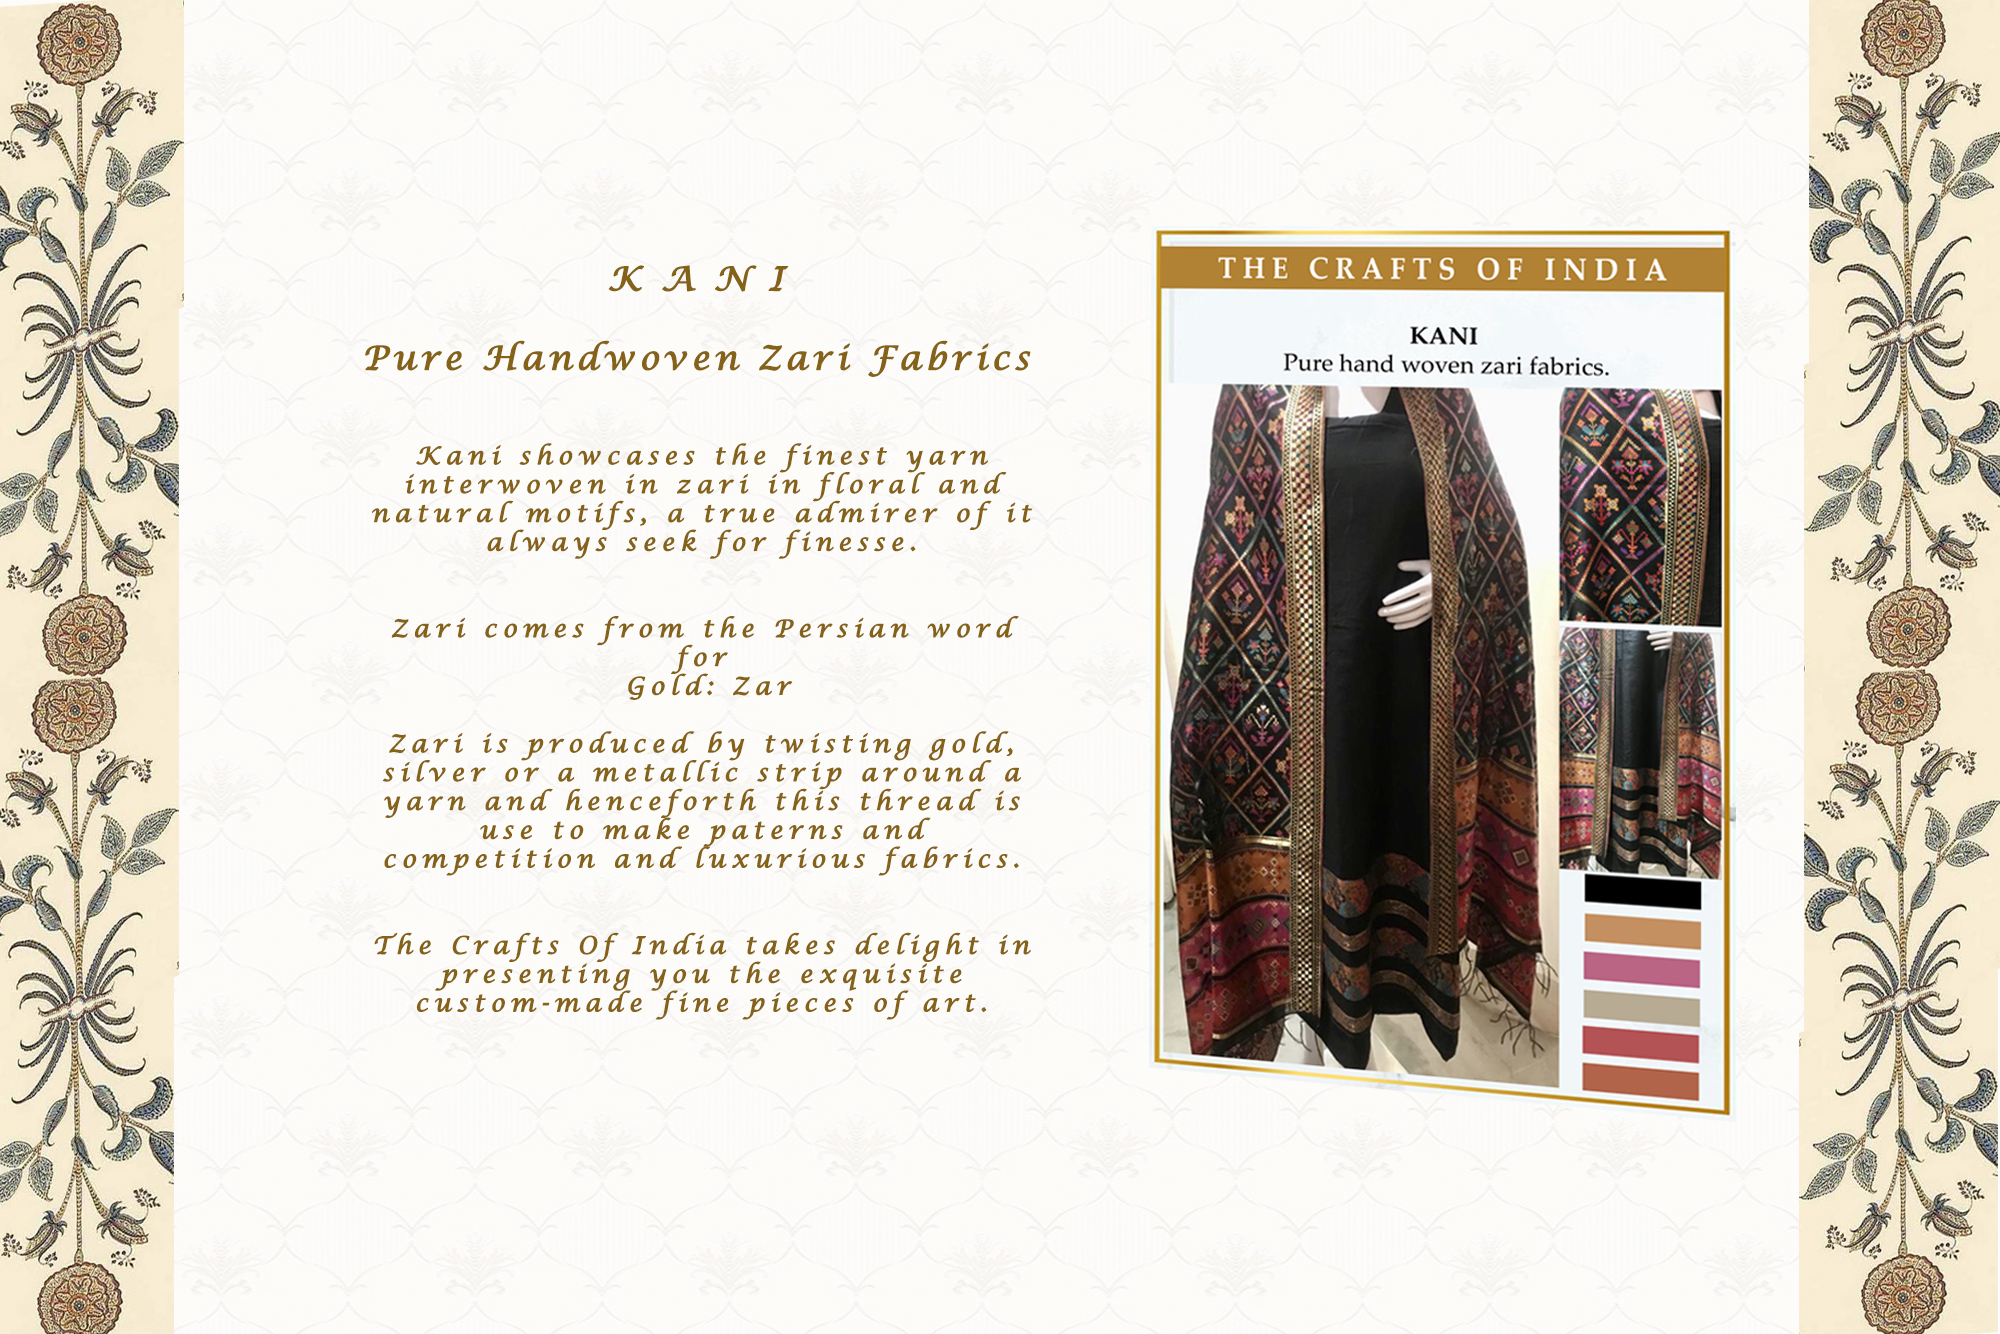 KANI
Pure Handwoven Zari Fabrics
Kani showcases the finest yarn
interwoven in zari in floral and
natural motifs, a true admirer of it
always seek for finesse.
Zari comes from the Persian word
for
Gold: Zar
Zari is produced by twisting gold,
silver or a metallic strip around a
yarn and henceforth this thread is
use to make paterns and
competition and luxurious fabrics.
The Crafts Of India takes delight in
presenting you the exquisite
custom-made fine pieces of art.
THE CRAFTS OF INDIA
KANI
Pure hand woven zari fabrics.